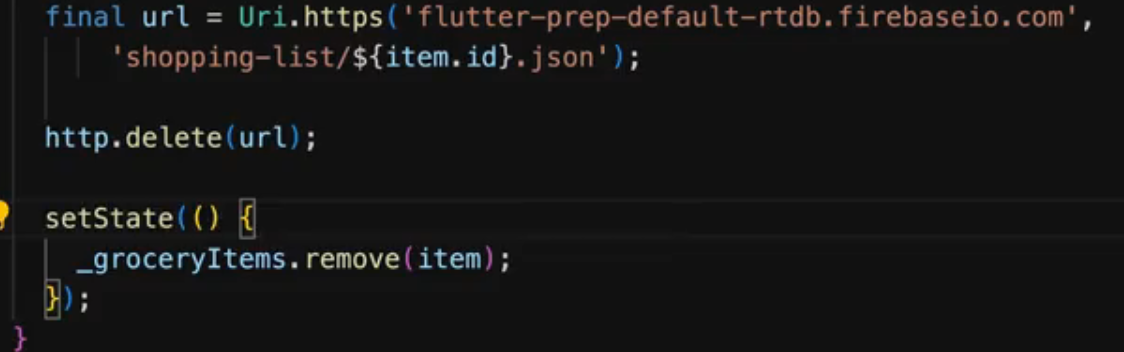 final url = Uri.https('flutter-prep-default-rtdb.firebaseio.com',
'shopping-list/${item.id}.json');
http.delete(url);
setState(() {
_groceryItems.remove(item);
});
}